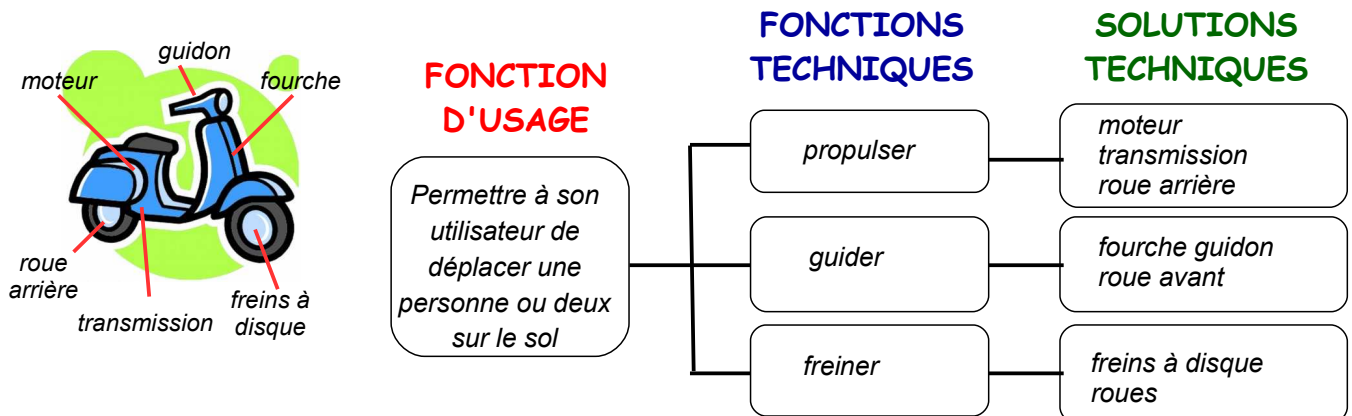 guidon
moteur
fourche
roue
arrière
transmission
freins à
disque
FONCTION
D'USAGE
Permettre à son
utilisateur de
déplacer une
personne ou deux
sur le sol
FONCTIONS
TECHNIQUES
propulser
guider
freiner
SOLUTIONS
TECHNIQUES
moteur
transmission
roue arrière
fourche guidon
roue avant
freins à disque
roues